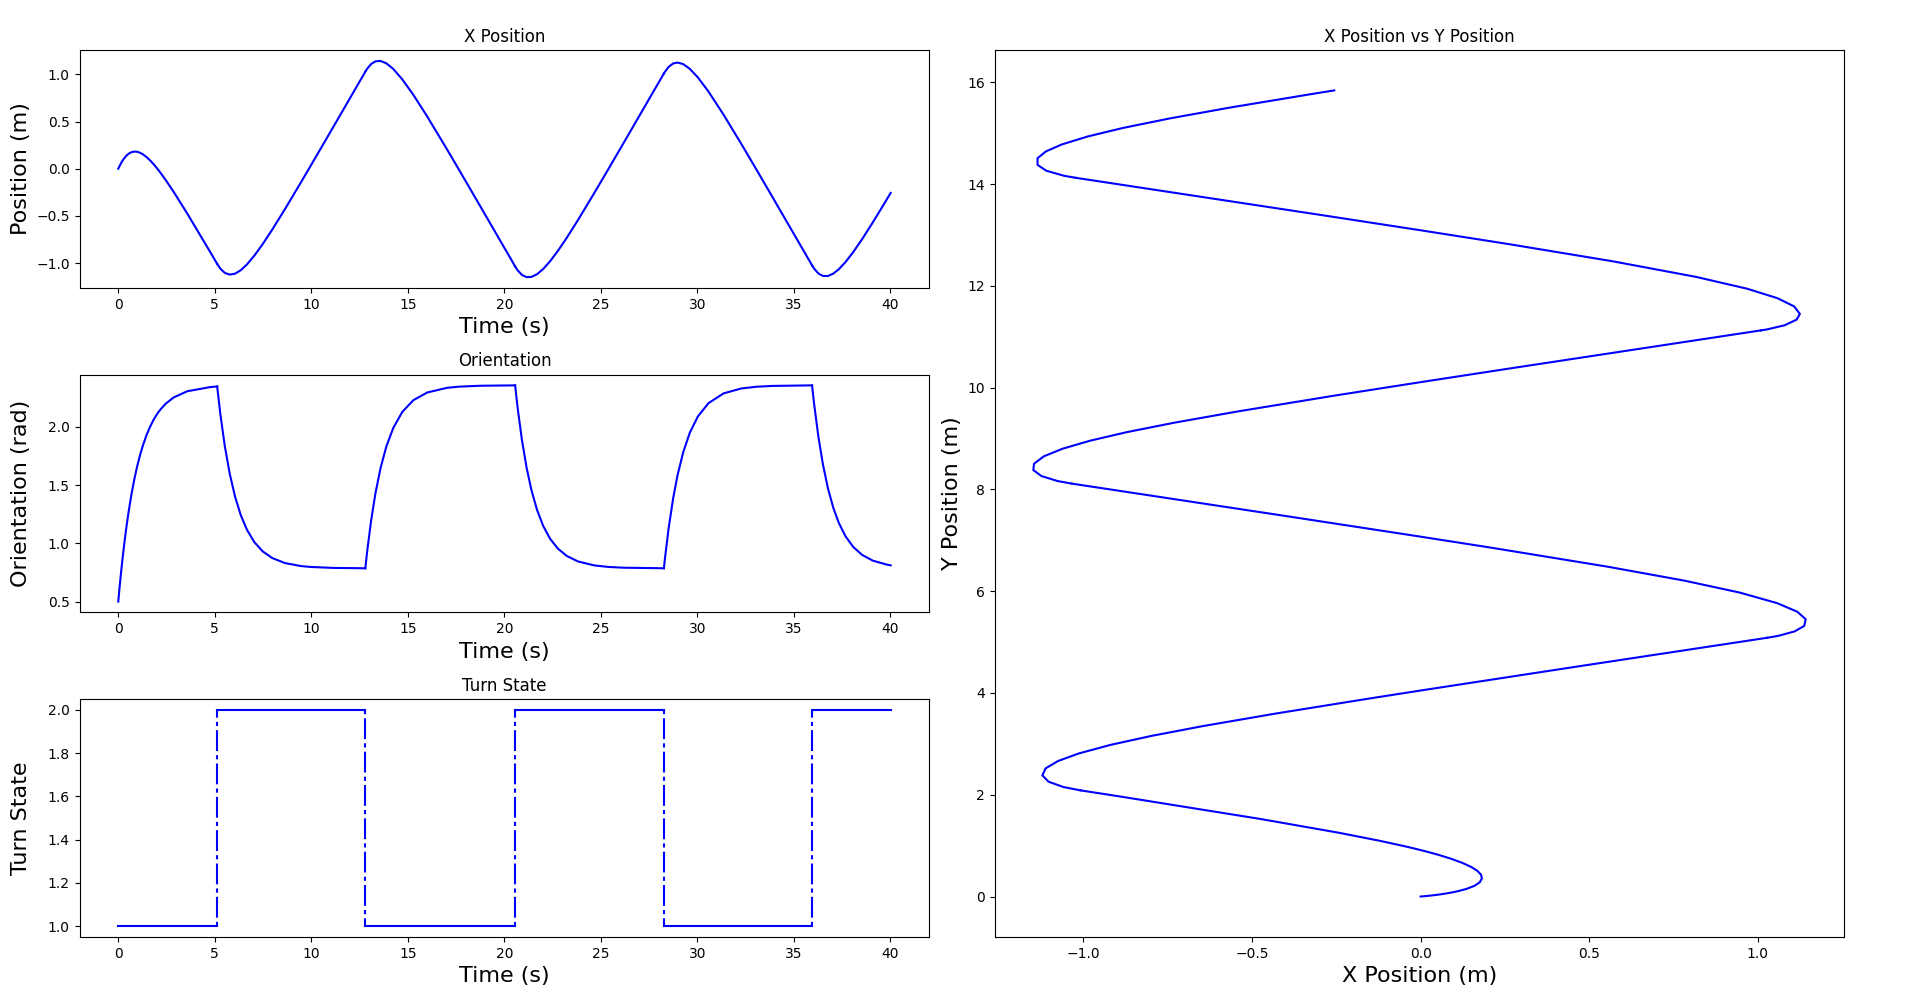 X Position
Position (m)
1.0
0.5
0.0
−0.5
−1.0
0 5 10 15 20 25 30 35 40
Time (s)
Orientation
Orientation (rad)
2.0
1.5
1.0
0.5
0 5 10 15 20 25 30 35 40
Time (s)
Turn State
Turn State
2.0
1.8
1.6
1.4
1.2
1.0
0 5 10 15 20 25 30 35 40
Time (s)
X Position vs Y Position
Y Position (m)
16
14
12
10
8
6
4
2
0
−1.0 −0.5 0.0 0.5 1.0
X Position (m)